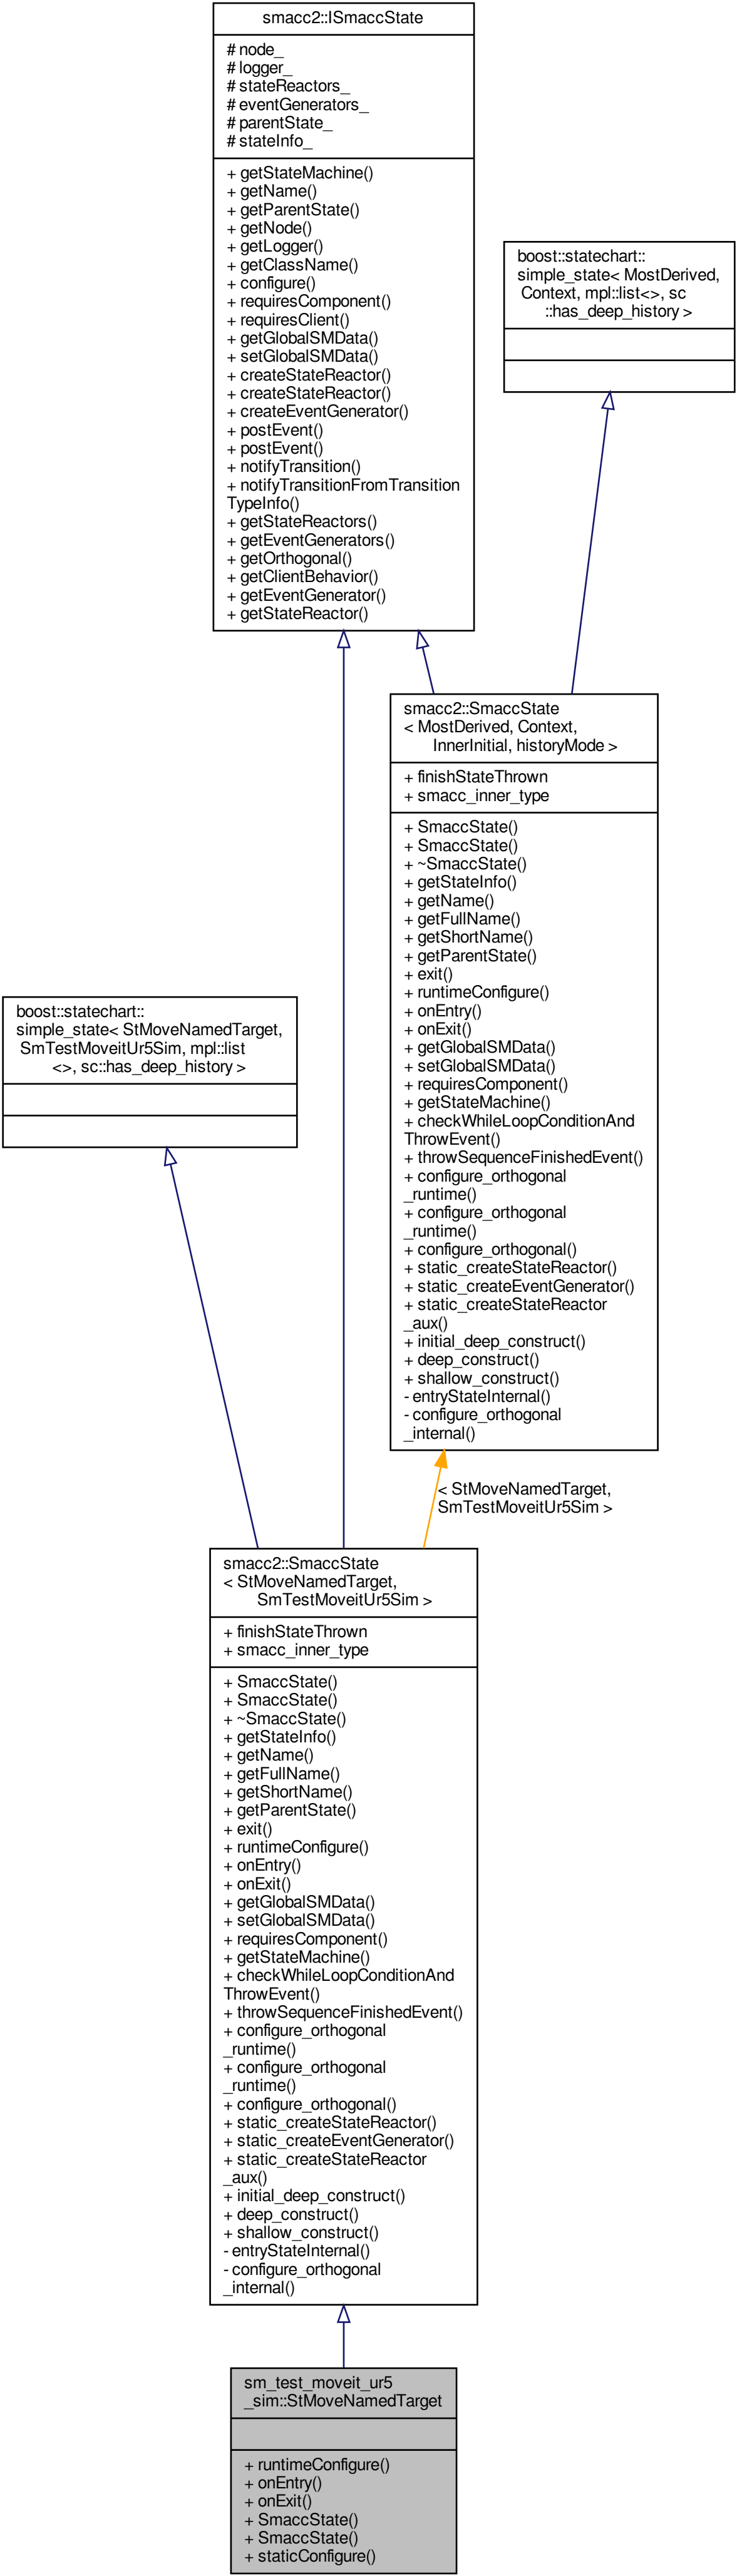 smacc2::ISmaccState
# node_
# logger_
# stateReactors_
# eventGenerators_
# parentState_
# stateInfo_
+ getStateMachine()
+ getName()
+ getParentState()
+ getNode()
+ getLogger()
+ getClassName()
+ configure()
+ requiresComponent()
+ requiresClient()
+ getGlobalSMData()
+ setGlobalSMData()
+ createStateReactor()
+ createStateReactor()
+ createEventGenerator()
+ postEvent()
+ postEvent()
+ notifyTransition()
+ notifyTransitionFromTransition
TypeInfo()
+ getStateReactors()
+ getEventGenerators()
+ getOrthogonal()
+ getClientBehavior()
+ getEventGenerator()
+ getStateReactor()
boost::statechart::
simple_state< MostDerived,
Context, mpl::list<>, sc
::has_deep_history >
smacc2::SmaccState
< MostDerived, Context,
InnerInitial, historyMode >
+ finishStateThrown
+ smacc_inner_type
+ SmaccState()
+ SmaccState()
+ ~SmaccState()
+ getStateInfo()
+ getName()
+ getFullName()
+ getShortName()
+ getParentState()
+ exit()
+ runtimeConfigure()
+ onEntry()
+ onExit()
+ getGlobalSMData()
+ setGlobalSMData()
+ requiresComponent()
+ getStateMachine()
+ checkWhileLoopConditionAnd
ThrowEvent()
+ throwSequenceFinishedEvent()
+ configure_orthogonal
_runtime()
+ configure_orthogonal
_runtime()
+ configure_orthogonal()
+ static_createStateReactor()
+ static_createEventGenerator()
+ static_createStateReactor
_aux()
+ initial_deep_construct()
+ deep_construct()
+ shallow_construct()
- entryStateInternal()
- configure_orthogonal
_internal()
boost::statechart::
simple_state< StMoveNamedTarget,
SmTestMoveitUr5Sim, mpl::list
<>, sc::has_deep_history >
< StMoveNamedTarget,
SmTestMoveitUr5Sim >
smacc2::SmaccState
< StMoveNamedTarget,
SmTestMoveitUr5Sim >
+ finishStateThrown
+ smacc_inner_type
+ SmaccState()
+ SmaccState()
+ ~SmaccState()
+ getStateInfo()
+ getName()
+ getFullName()
+ getShortName()
+ getParentState()
+ exit()
+ runtimeConfigure()
+ onEntry()
+ onExit()
+ getGlobalSMData()
+ setGlobalSMData()
+ requiresComponent()
+ getStateMachine()
+ checkWhileLoopConditionAnd
ThrowEvent()
+ throwSequenceFinishedEvent()
+ configure_orthogonal
_runtime()
+ configure_orthogonal
_runtime()
+ configure_orthogonal()
+ static_createStateReactor()
+ static_createEventGenerator()
+ static_createStateReactor
_aux()
+ initial_deep_construct()
+ deep_construct()
+ shallow_construct()
- entryStateInternal()
- configure_orthogonal
_internal()
sm_test_moveit_ur5
_sim::StMoveNamedTarget
+ runtimeConfigure()
+ onEntry()
+ onExit()
+ SmaccState()
+ SmaccState()
+ staticConfigure()